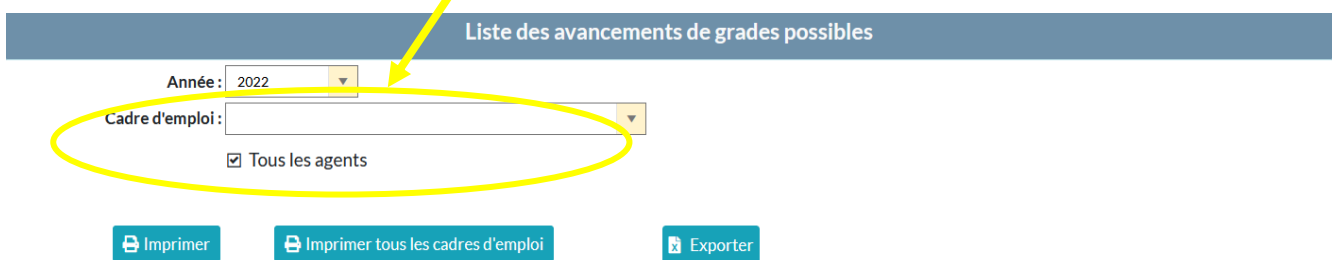 Liste des avancements de grades possibles
Année : 2022
Cadre d'emploi :
Tous les agents
Imprimer Imprimer tous les cadres d'emploi Exporter